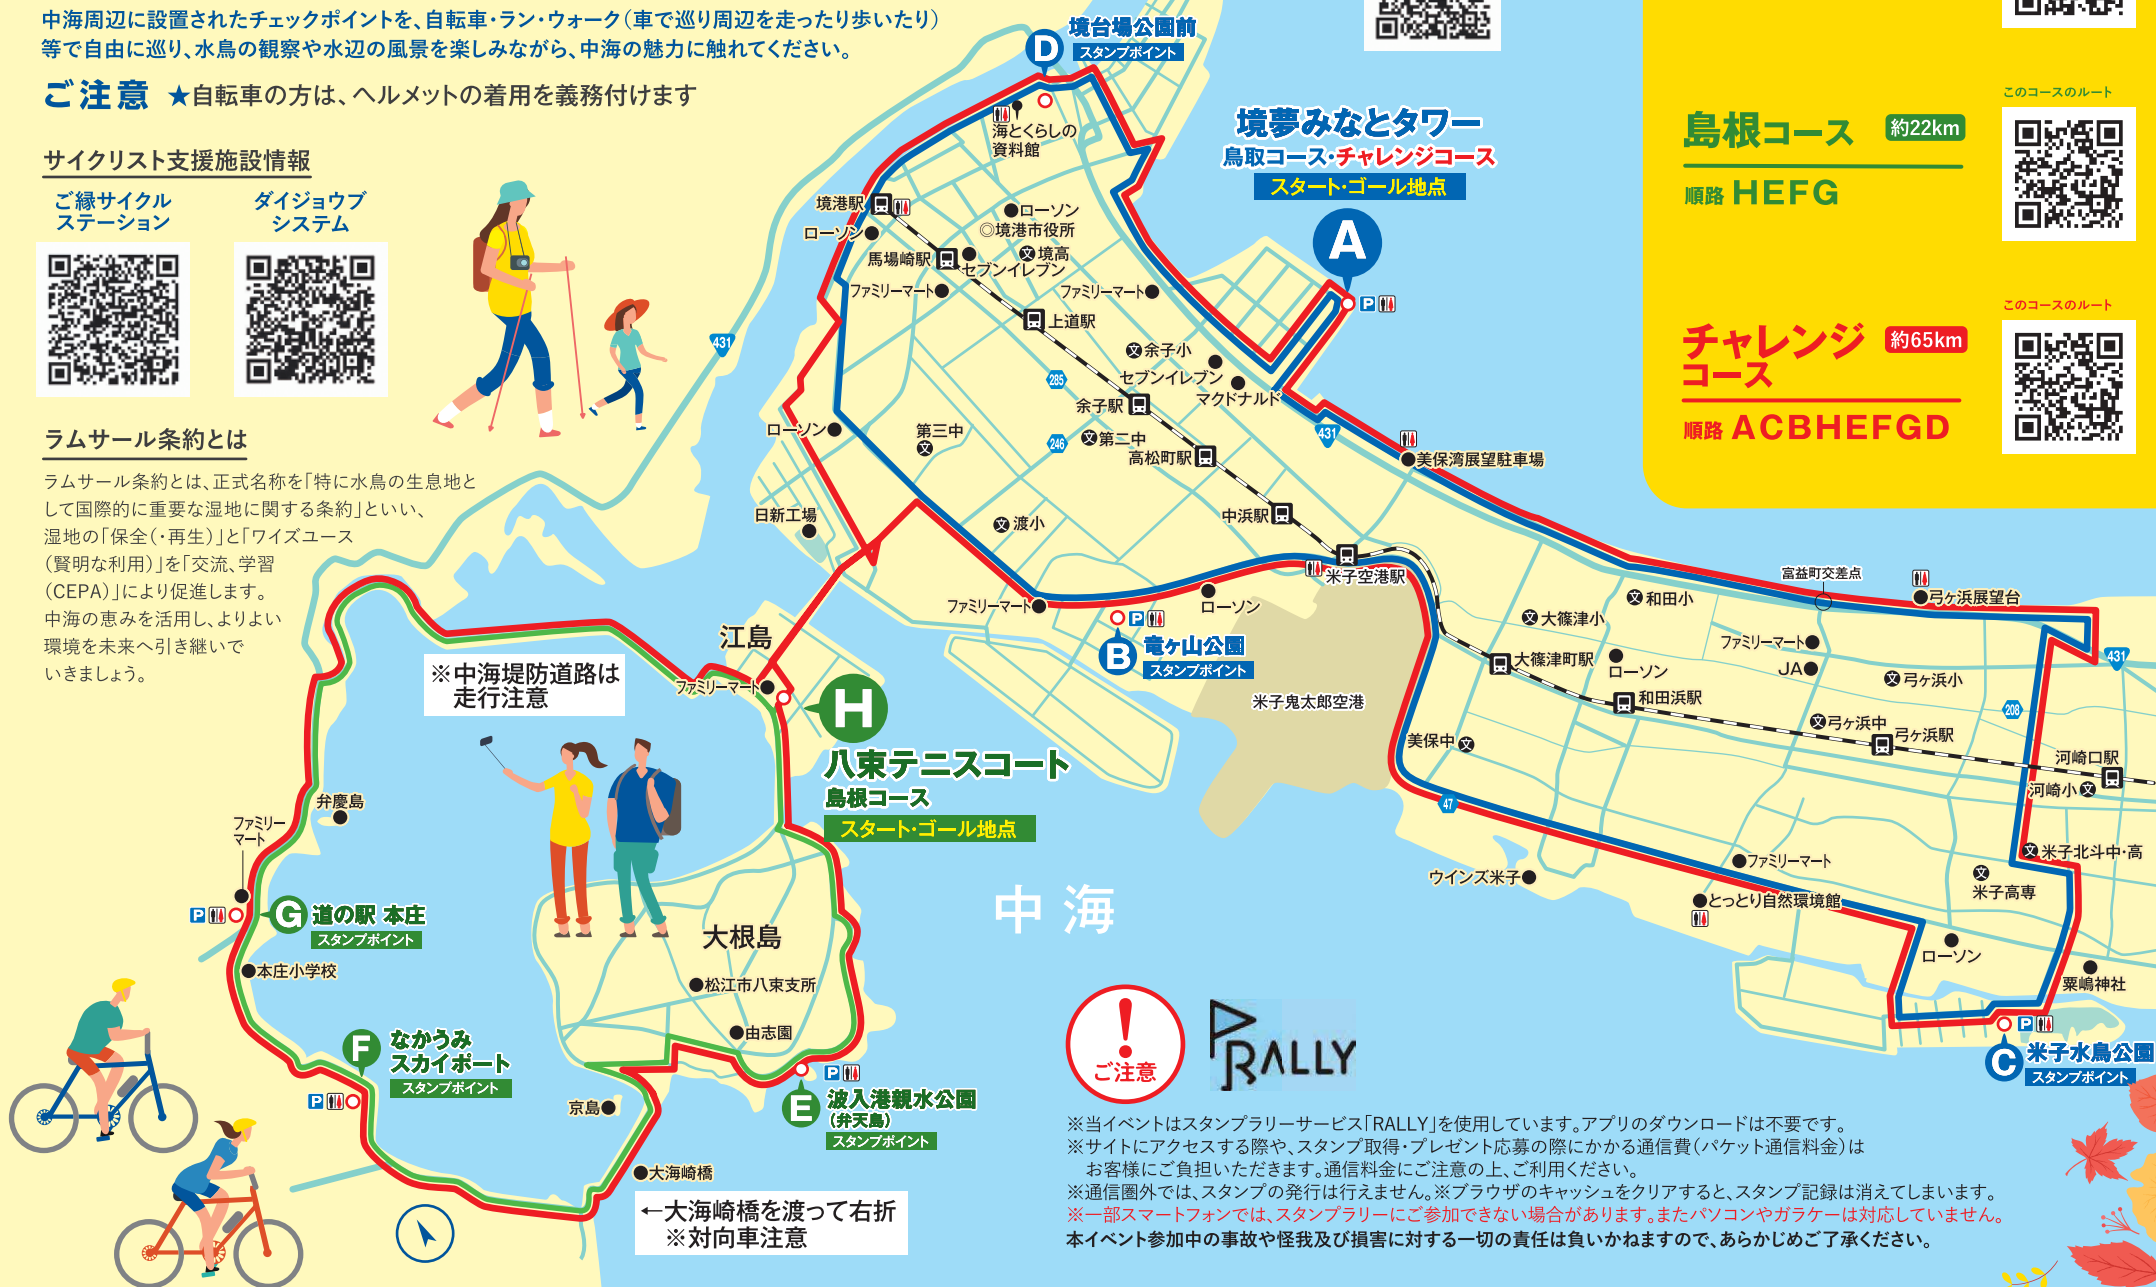 中海周辺に設置されたチェックポイントを、自転車・ラン・ウォーク（車で巡り周辺を走ったり歩いたり）
等で自由に巡り、水鳥の観察や水辺の風景を楽しみながら、中海の魅力に触れてください。
ご注意 ★自転車の方は、ヘルメットの着用を義務付けます
サイクリスト支援施設情報
ご縁サイクル
ステーション
ダイジョウブ
システム
ラムサール条約とは
ラムサール条約とは、正式名称を「特に水鳥の生息地と
して国際的に重要な湿地に関する条約」といい、
湿地の「保全（・再生）」と「ワイズユース
（賢明な利用）」を「交流、学習
（CEPA）」により促進します。
中海の恵みを活用し、よりよい
環境を未来へ引き継いで
いきましょう。
D 境台場公園前
スタンプポイント
海とくらしの
資料館
境夢みなとタワー
鳥取コース・チャレンジコース
スタート・ゴール地点
A
P
島根コース 約22km
順路 HEFG
このコースのルート
チャレンジ
コース
約65km
順路 ACBHEFGD
このコースのルート
境港駅
ローソン
ローソン
◎境港市役所
馬場崎駅
セブンイレブン
文 境高
ファミリーマート
ファミリーマート
上道駅
431
文 余子小
セブンイレブン
285
マクドナルド
余子駅
431
ローソン
第三中
文
246
文 第二中
高松町駅
美保湾展望駐車場
日新工場
文 渡小
中浜駅
米子空港駅
ファミリーマート
ローソン
P
B 竜ヶ山公園
スタンプポイント
米子鬼太郎空港
富益町交差点
弓ヶ浜展望台
文 和田小
文 大篠津小
ファミリーマート
JA
431
大篠津町駅
ローソン
文 弓ヶ浜小
和田浜駅
208
文 弓ヶ浜中
弓ヶ浜駅
美保中 文
河崎口駅
河崎小 文
47
文 米子北斗中・高
ファミリーマート
文
米子高専
ウインズ米子
とっとり自然環境館
ローソン
粟嶋神社
P
C 米子水鳥公園
スタンプポイント
江島
※中海堤防道路は
走行注意
ファミリーマート
H
八束テニスコート
島根コース
スタート・ゴール地点
弁慶島
ファミリー
マート
P
G 道の駅 本庄
スタンプポイント
本庄小学校
大根島
松江市八束支所
由志園
中海
F なかうみ
スカイポート
スタンプポイント
P
P
E 波入港親水公園
（弁天島）
スタンプポイント
京島
大海崎橋
←大海崎橋を渡って右折
※対向車注意
!
ご注意
RALLY
※当イベントはスタンプラリーサービス「RALLY」を使用しています。アプリのダウンロードは不要です。
※サイトにアクセスする際や、スタンプ取得・プレゼント応募の際にかかる通信費（パケット通信料金）は
お客様にご負担いただきます。通信料金にご注意の上、ご利用ください。
※通信圏外では、スタンプの発行は行えません。※ブラウザのキャッシュをクリアすると、スタンプ記録は消えてしまいます。
※一部スマートフォンでは、スタンプラリーにご参加できない場合があります。またパソコンやガラケーは対応していません。
本イベント参加中の事故や怪我及び損害に対する一切の責任は負いかねますので、あらかじめご了承ください。